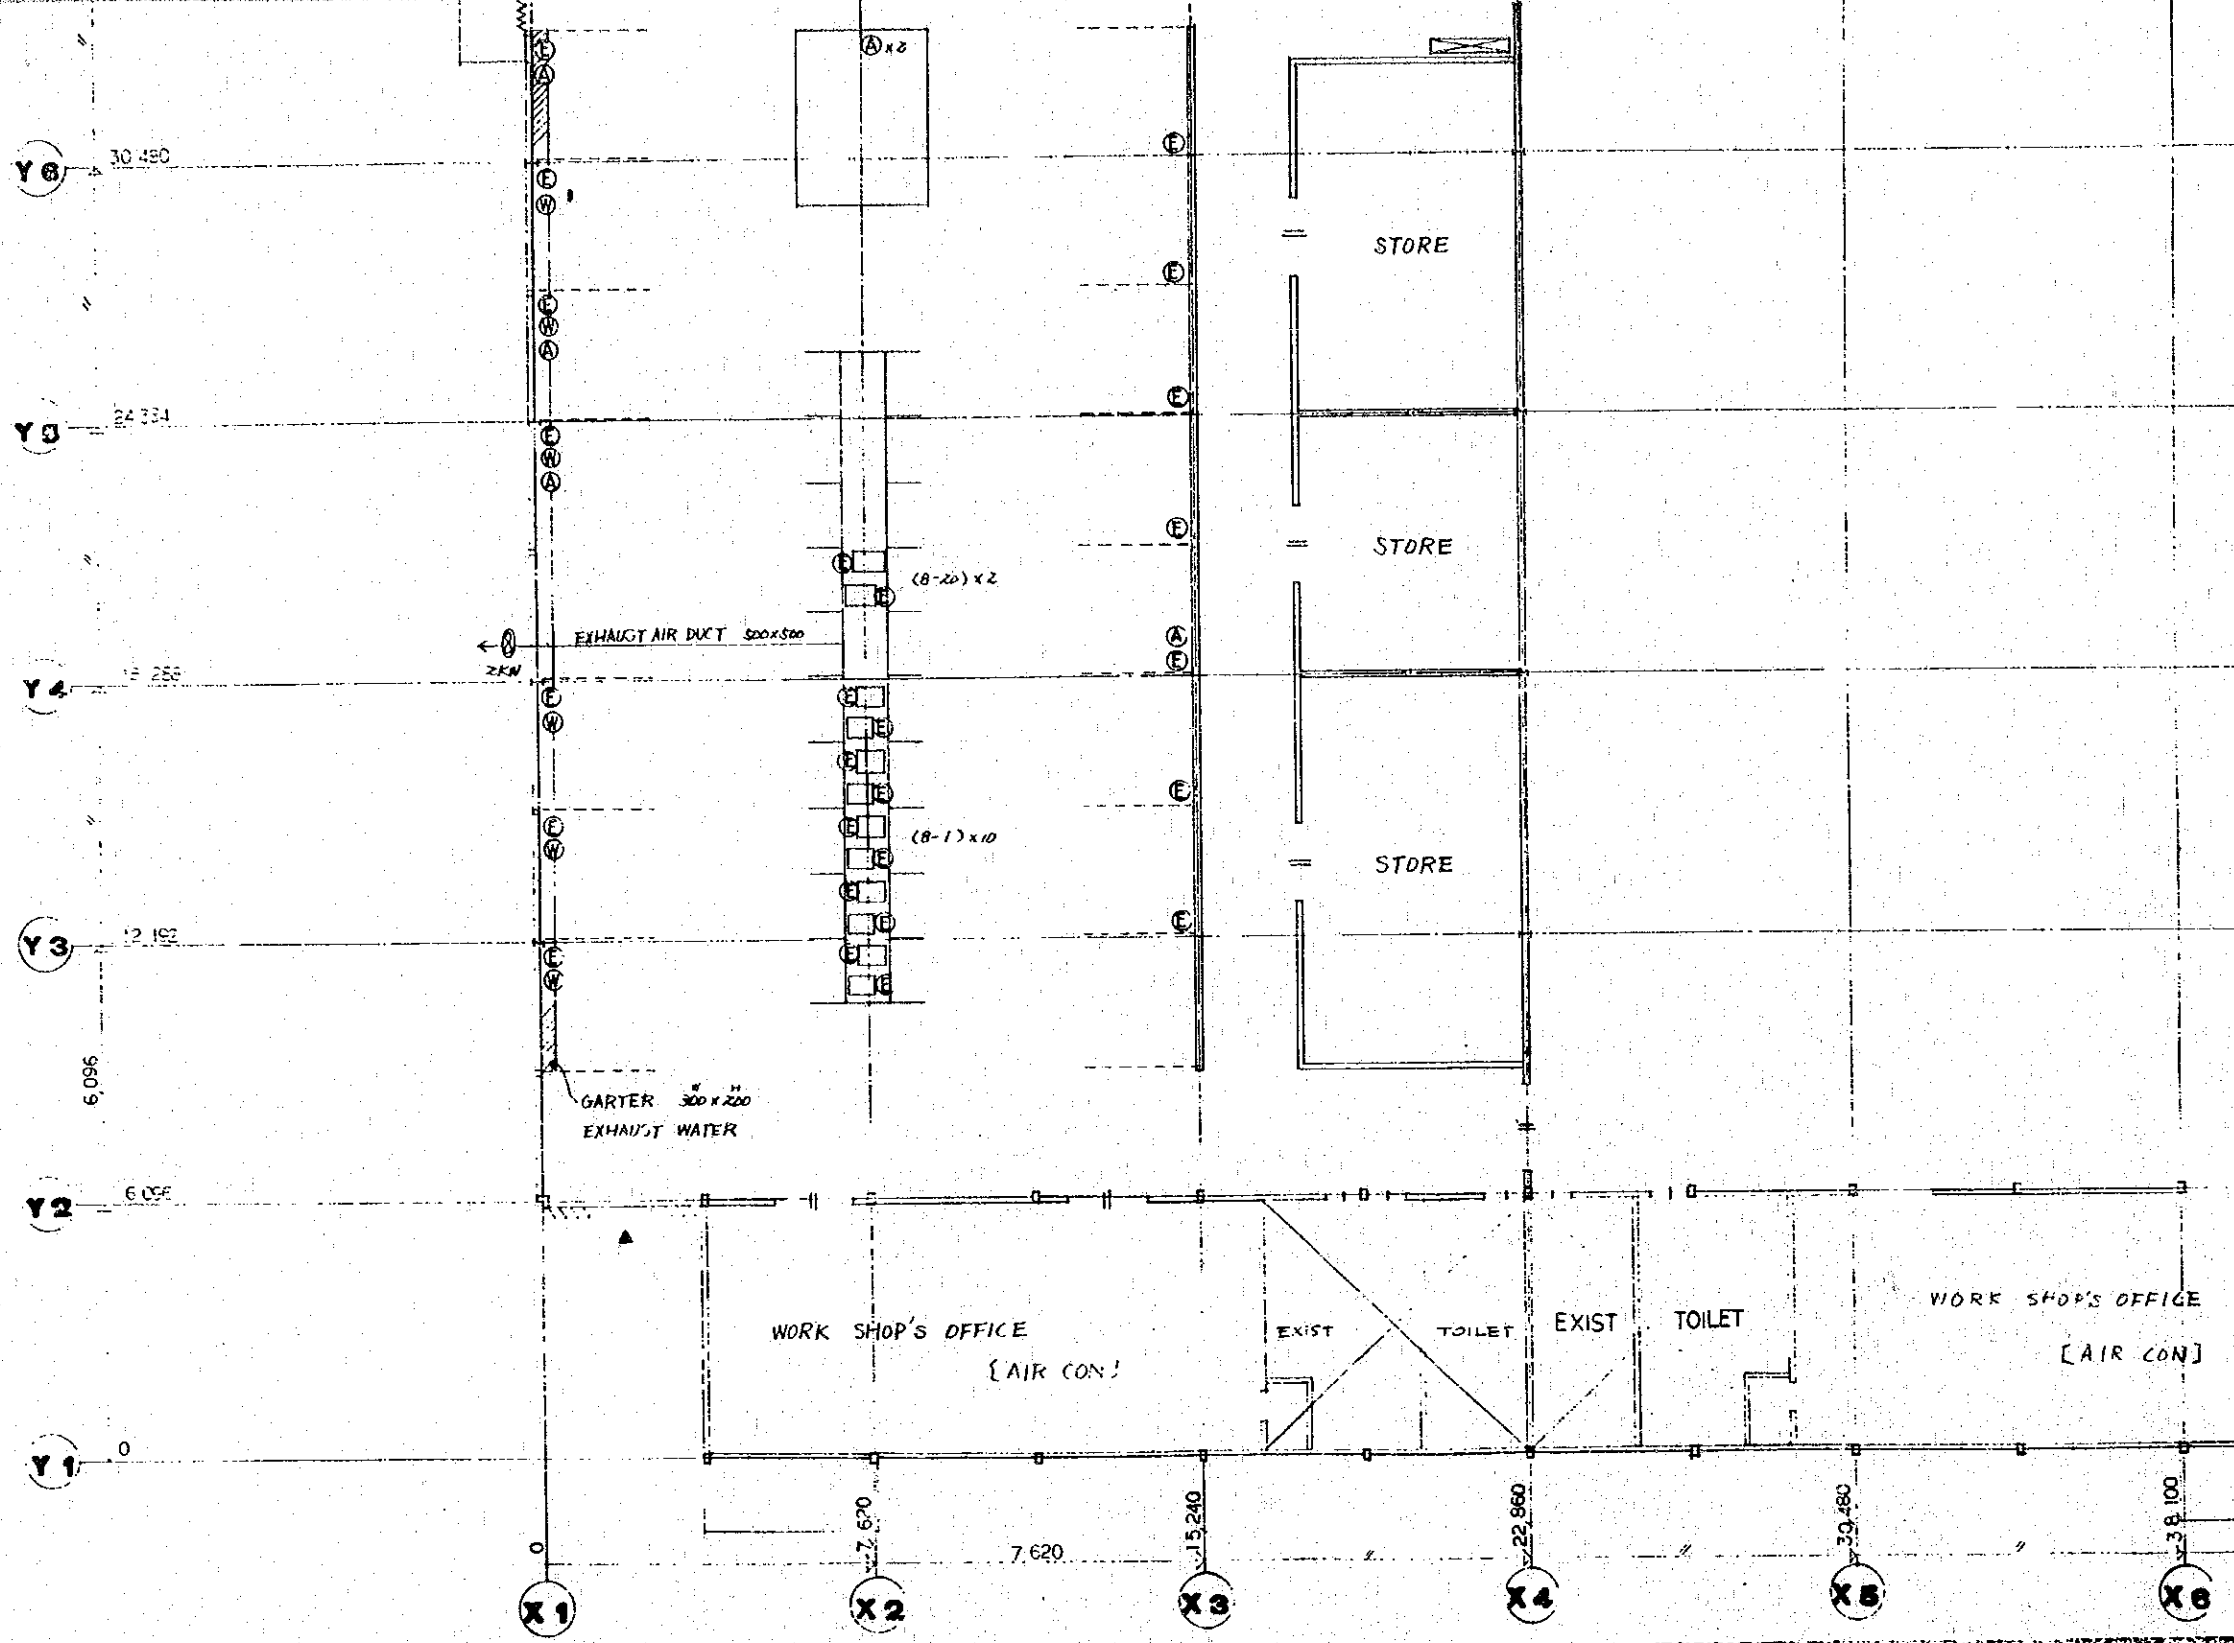 E
A
A x2
Y6
30 480
E
E
W
STORE
E
E
W
A
E
Y5
24 384
E
W
A
E
STORE
E
(8-20) x 2
E
A
EXHAUST AIR DUCT 500x500
2KW
E
Y4
E
W
E
E
E
E
E
E
W
(8-1) x 10
E
E
STORE
E
E
E
Y3
12 192
E
W
E
E
6,096
GARTER 300 x 200
W H
EXHAUST WATER
Y2
6 096
WORK SHOP'S OFFICE
[AIR CON]
EXIST TOILET
EXIST TOILET
WORK SHOP'S OFFICE
[AIR CON]
Y1
0
0
7 620
7 620
15 240
22 860
30 480
38 100
X1
X2
X3
X4
X5
X6